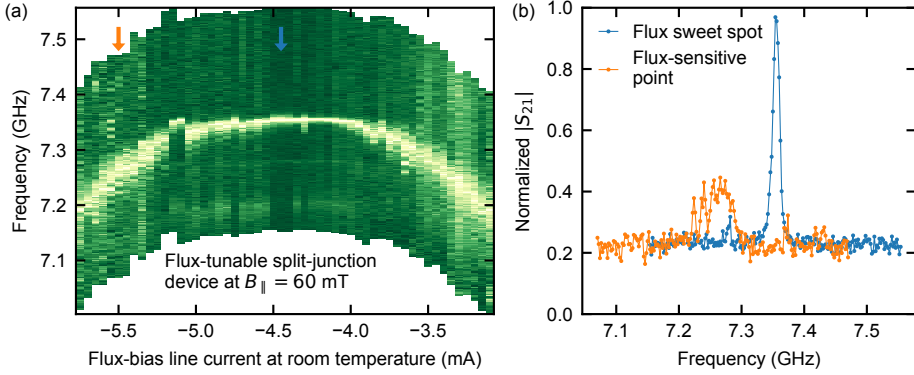 (a)
7.5
7.4
7.3
7.2
7.1
Frequency (GHz)
Flux-tunable split-junction
device at B∥ = 60 mT
−5.5
−5.0
−4.5
−4.0
−3.5
Flux-bias line current at room temperature (mA)
(b)
1.0
0.8
0.6
0.4
0.2
0.0
Normalized |S21|
Flux sweet spot
Flux-sensitive
point
7.1
7.2
7.3
7.4
7.5
Frequency (GHz)